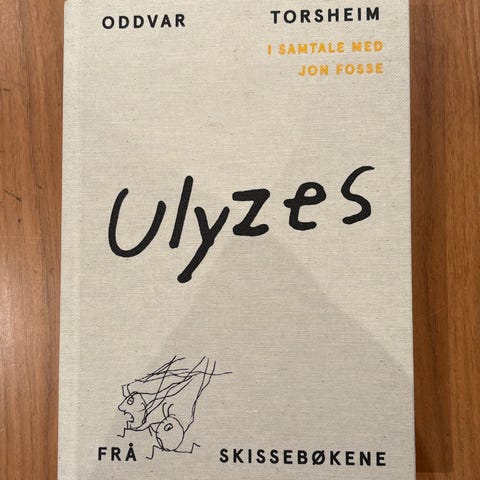 ODDVAR TORSHEIM
I SAMTALE MED
JON FOSSE
Ulyzes
FRÅ SKISSEBØKENE